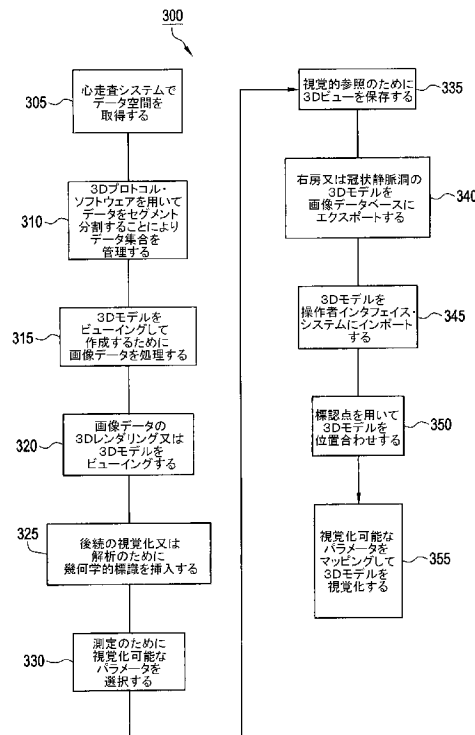 300
305
心走査システムで
データ空間を
取得する
310
3Dプロトコル・
ソフトウェアを用いて
データをセグメント
分割することにより
データ集合を
管理する
315
3Dモデルを
ビューイングして
作成するために
画像データを処理する
320
画像データの
3Dレンダリング又は
3Dモデルを
ビューイングする
325
後続の視覚化又は
解析のために
幾何学的標識を挿入する
330
測定のために
視覚化可能な
パラメータを
選択する
視覚的参照のために
3Dビューを保存する
335
右房又は冠状静脈洞の
3Dモデルを
画像データベースに
エクスポートする
340
3Dモデルを
操作者インタフェイス・
システムにインポート
する
345
標認点を用いて
3Dモデルを
位置合わせする
350
視覚化可能な
パラメータを
マッピングして
3Dモデルを
視覚化する
355